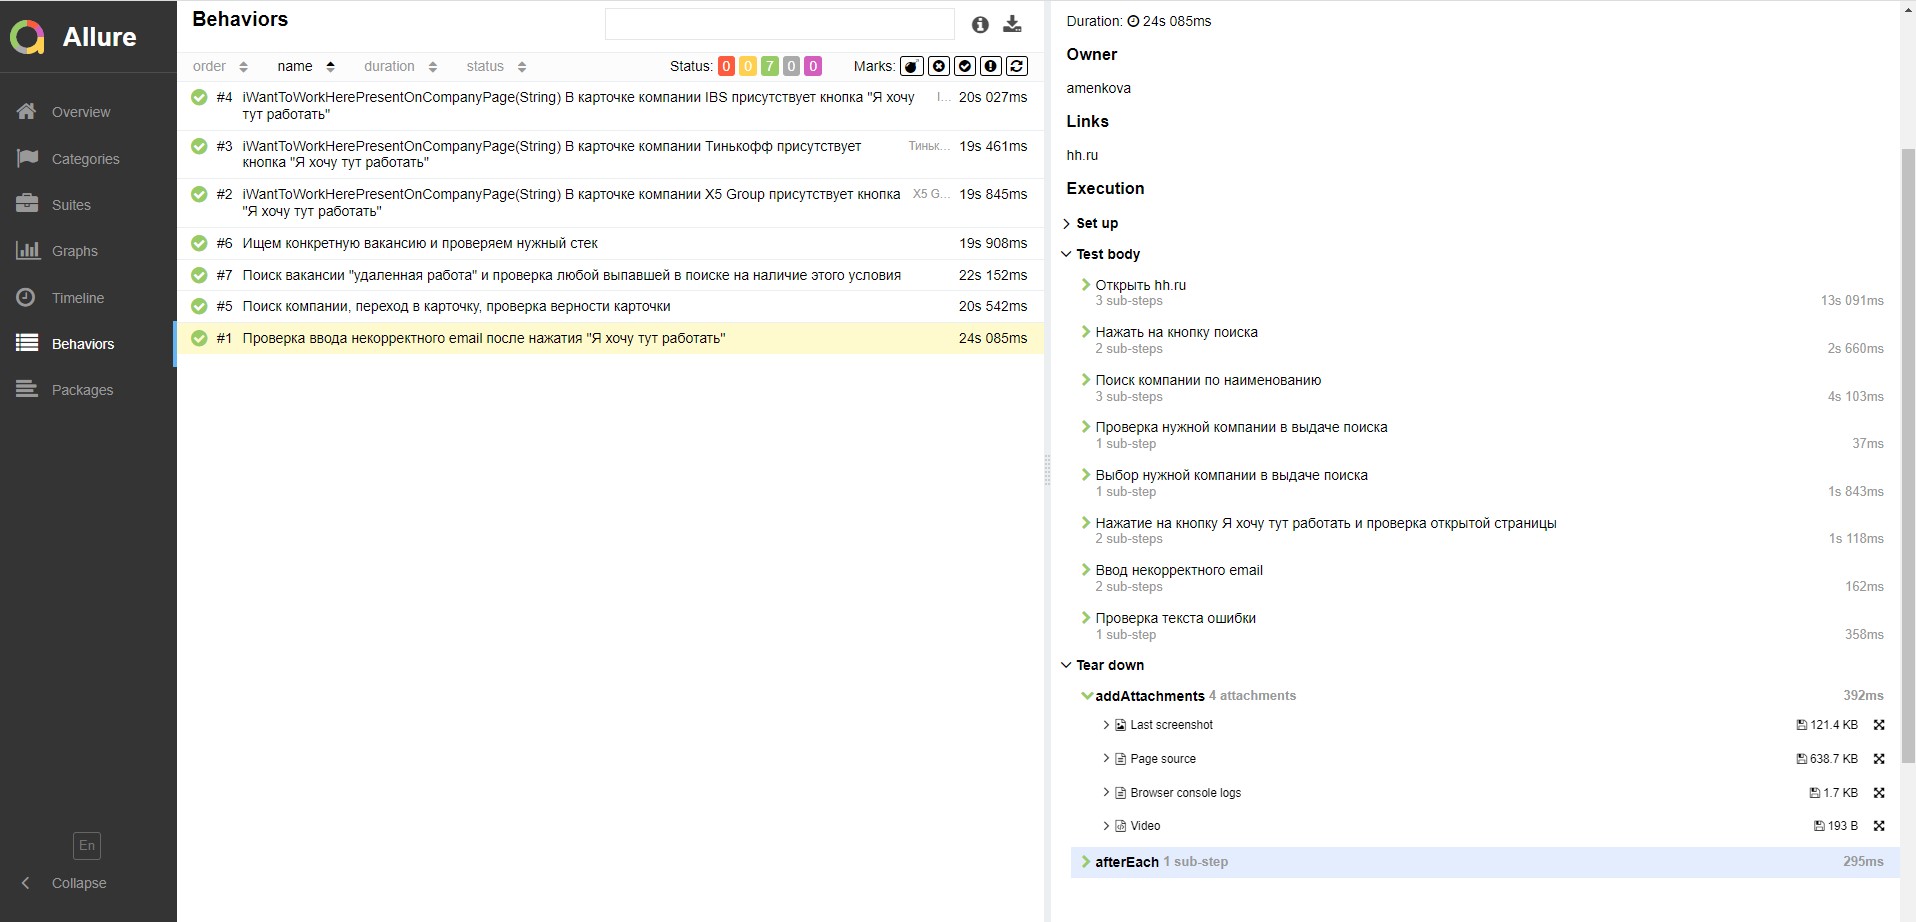 Allure
Overview
Categories
Suites
Graphs
Timeline
Behaviors
Packages
En
Collapse
Behaviors
order name duration status Status: 0 0 7 0 0 Marks:
#4 iWantToWorkHerePresentOnCompanyPage(String) В карточке компании IBS присутствует кнопка "Я хочу I... 20s 027ms
тут работать"
#3 iWantToWorkHerePresentOnCompanyPage(String) В карточке компании Тинькофф присутствует Тиньк... 19s 461ms
кнопка "Я хочу тут работать"
#2 iWantToWorkHerePresentOnCompanyPage(String) В карточке компании X5 Group присутствует кнопка X5 G... 19s 845ms
"Я хочу тут работать"
#6 Ищем конкретную вакансию и проверяем нужный стек 19s 908ms
#7 Поиск вакансии "удаленная работа" и проверка любой выпавшей в поиске на наличие этого условия 22s 152ms
#5 Поиск компании, переход в карточку, проверка верности карточки 20s 542ms
#1 Проверка ввода некорректного email после нажатия "Я хочу тут работать" 24s 085ms
Duration: 24s 085ms
Owner
amenkova
Links
hh.ru
Execution
Set up
Test body
Открыть hh.ru
3 sub-steps 13s 091ms
Нажать на кнопку поиска
2 sub-steps 2s 660ms
Поиск компании по наименованию
3 sub-steps 4s 103ms
Проверка нужной компании в выдаче поиска
1 sub-step 37ms
Выбор нужной компании в выдаче поиска
1 sub-step 1s 843ms
Нажатие на кнопку Я хочу тут работать и проверка открытой страницы
2 sub-steps 1s 118ms
Ввод некорректного email
2 sub-steps 162ms
Проверка текста ошибки
1 sub-step 358ms
Tear down
addAttachments 4 attachments 392ms
Last screenshot 121.4 KB
Page source 638.7 KB
Browser console logs 1.7 KB
Video 193 B
afterEach 1 sub-step 295ms